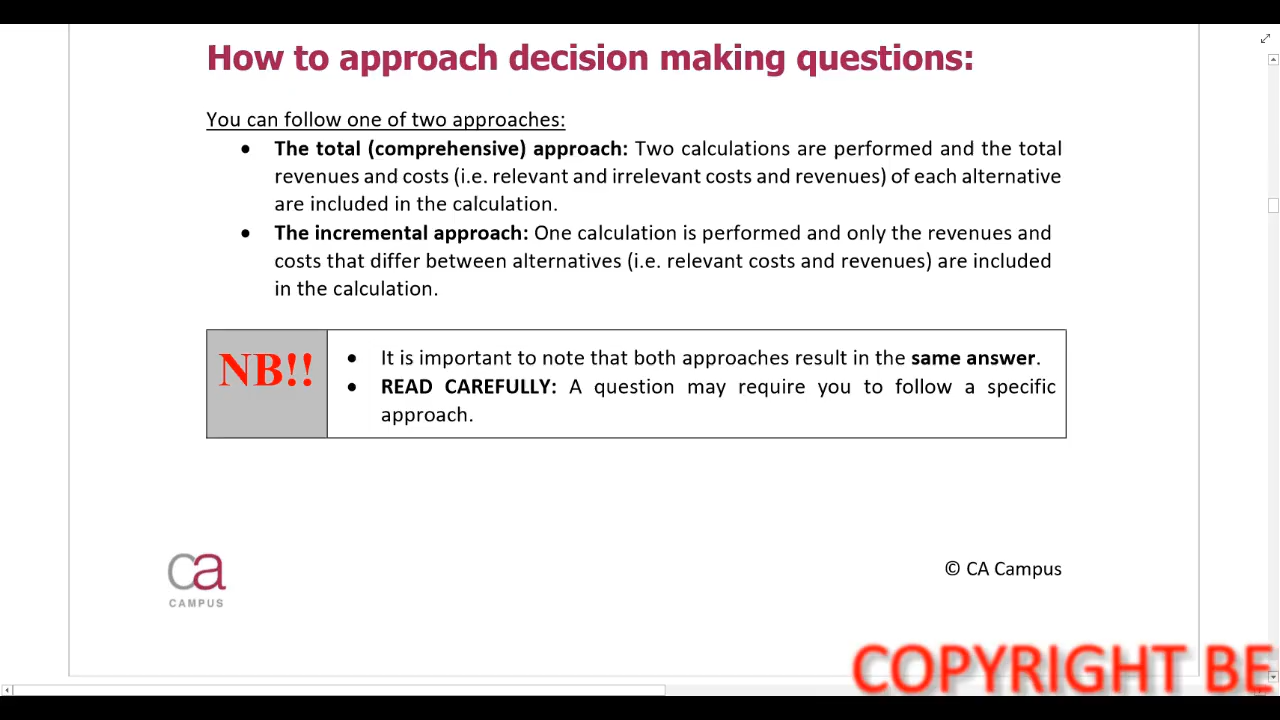 How to approach decision making questions:
You can follow one of two approaches:
• The total (comprehensive) approach: Two calculations are performed and the total
revenues and costs (i.e. relevant and irrelevant costs and revenues) of each alternative
are included in the calculation.
• The incremental approach: One calculation is performed and only the revenues and
costs that differ between alternatives (i.e. relevant costs and revenues) are included
in the calculation.
NB!!
• It is important to note that both approaches result in the same answer.
• READ CAREFULLY: A question may require you to follow a specific
approach.
ca
CAMPUS
© CA Campus
COPYRIGHT BE